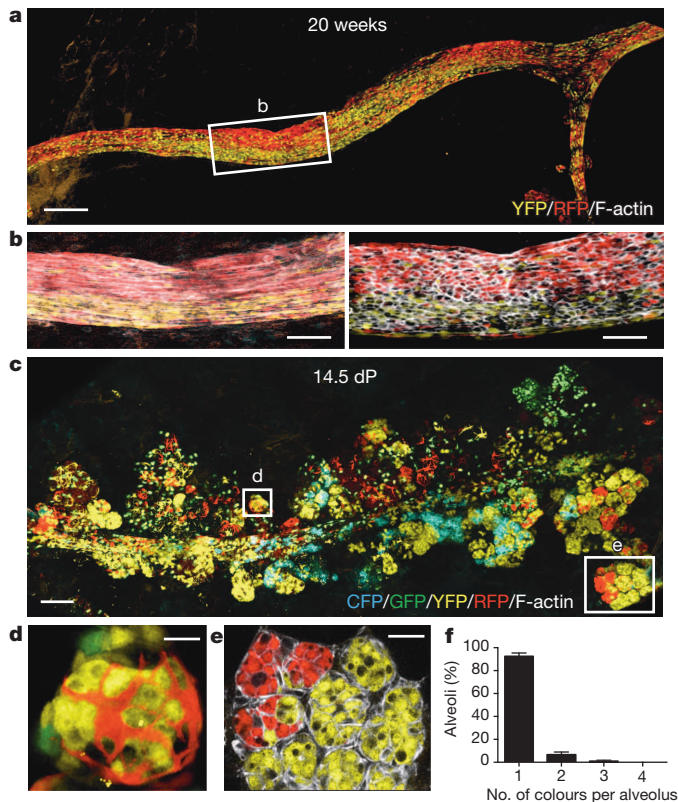 a
20 weeks
b
YFP/RFP/F-actin
b
c
14.5 dP
d
e
CFP/GFP/YFP/RFP/F-actin
d
e
f
Alveoli (%)
100
80
60
40
20
0
1 2 3 4
No. of colours per alveolus